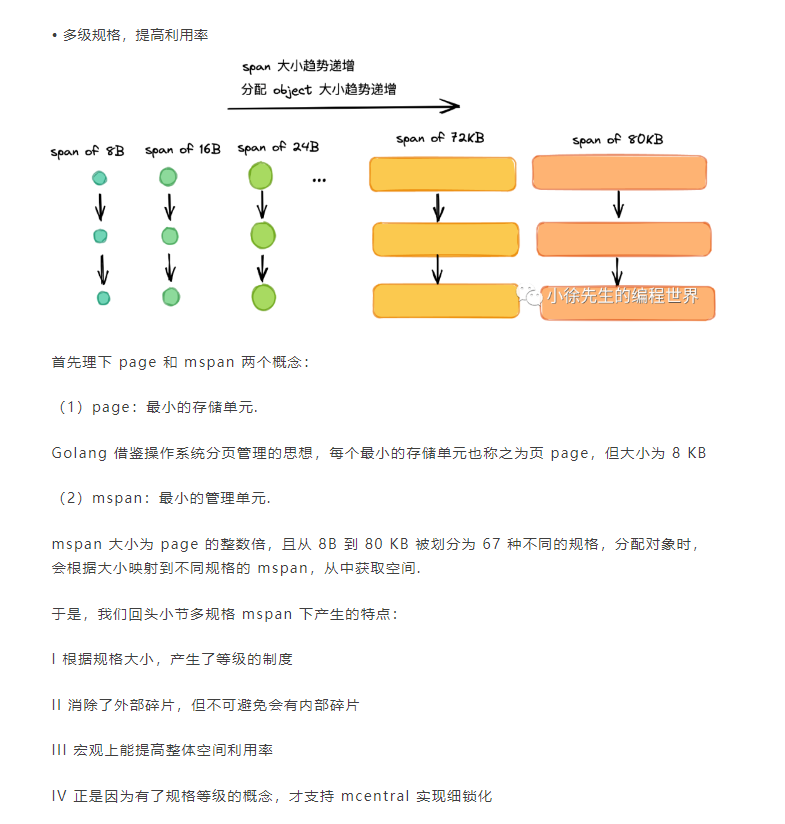 • 多级规格，提高利用率
span 大小趋势递增
分配 object 大小趋势递增
span of 8B
span of 16B
span of 24B
...
span of 72KB
span of 80KB
小徐先生的编程世界
首先理下 page 和 mspan 两个概念：
（1）page：最小的存储单元.
Golang 借鉴操作系统分页管理的思想，每个最小的存储单元也称之为页 page，但大小为 8 KB
（2）mspan：最小的管理单元.
mspan 大小为 page 的整数倍，且从 8B 到 80 KB 被划分为 67 种不同的规格，分配对象时，
会根据大小映射到不同规格的 mspan，从中获取空间.
于是，我们回头小节多规格 mspan 下产生的特点：
I 根据规格大小，产生了等级的制度
II 消除了外部碎片，但不可避免会有内部碎片
III 宏观上能提高整体空间利用率
IV 正是因为有了规格等级的概念，才支持 mcentral 实现细锁化